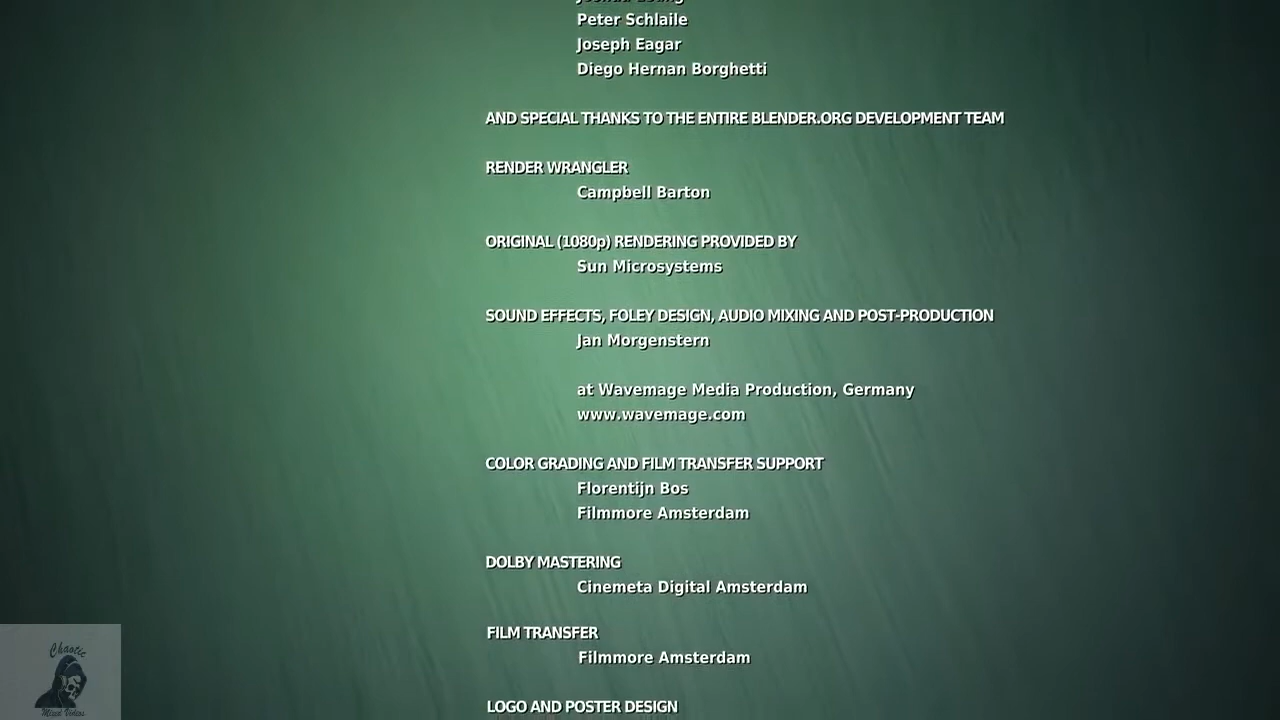 Peter Schlaile
Joseph Eagar
Diego Hernan Borghetti
AND SPECIAL THANKS TO THE ENTIRE BLENDER.ORG DEVELOPMENT TEAM
RENDER WRANGLER
Campbell Barton
ORIGINAL (1080p) RENDERING PROVIDED BY
Sun Microsystems
SOUND EFFECTS, FOLEY DESIGN, AUDIO MIXING AND POST-PRODUCTION
Jan Morgenstern
at Wavemage Media Production, Germany
www.wavemage.com
COLOR GRADING AND FILM TRANSFER SUPPORT
Florentijn Bos
Filmmore Amsterdam
DOLBY MASTERING
Cinemeta Digital Amsterdam
FILM TRANSFER
Filmmore Amsterdam
LOGO AND POSTER DESIGN
Chaotic